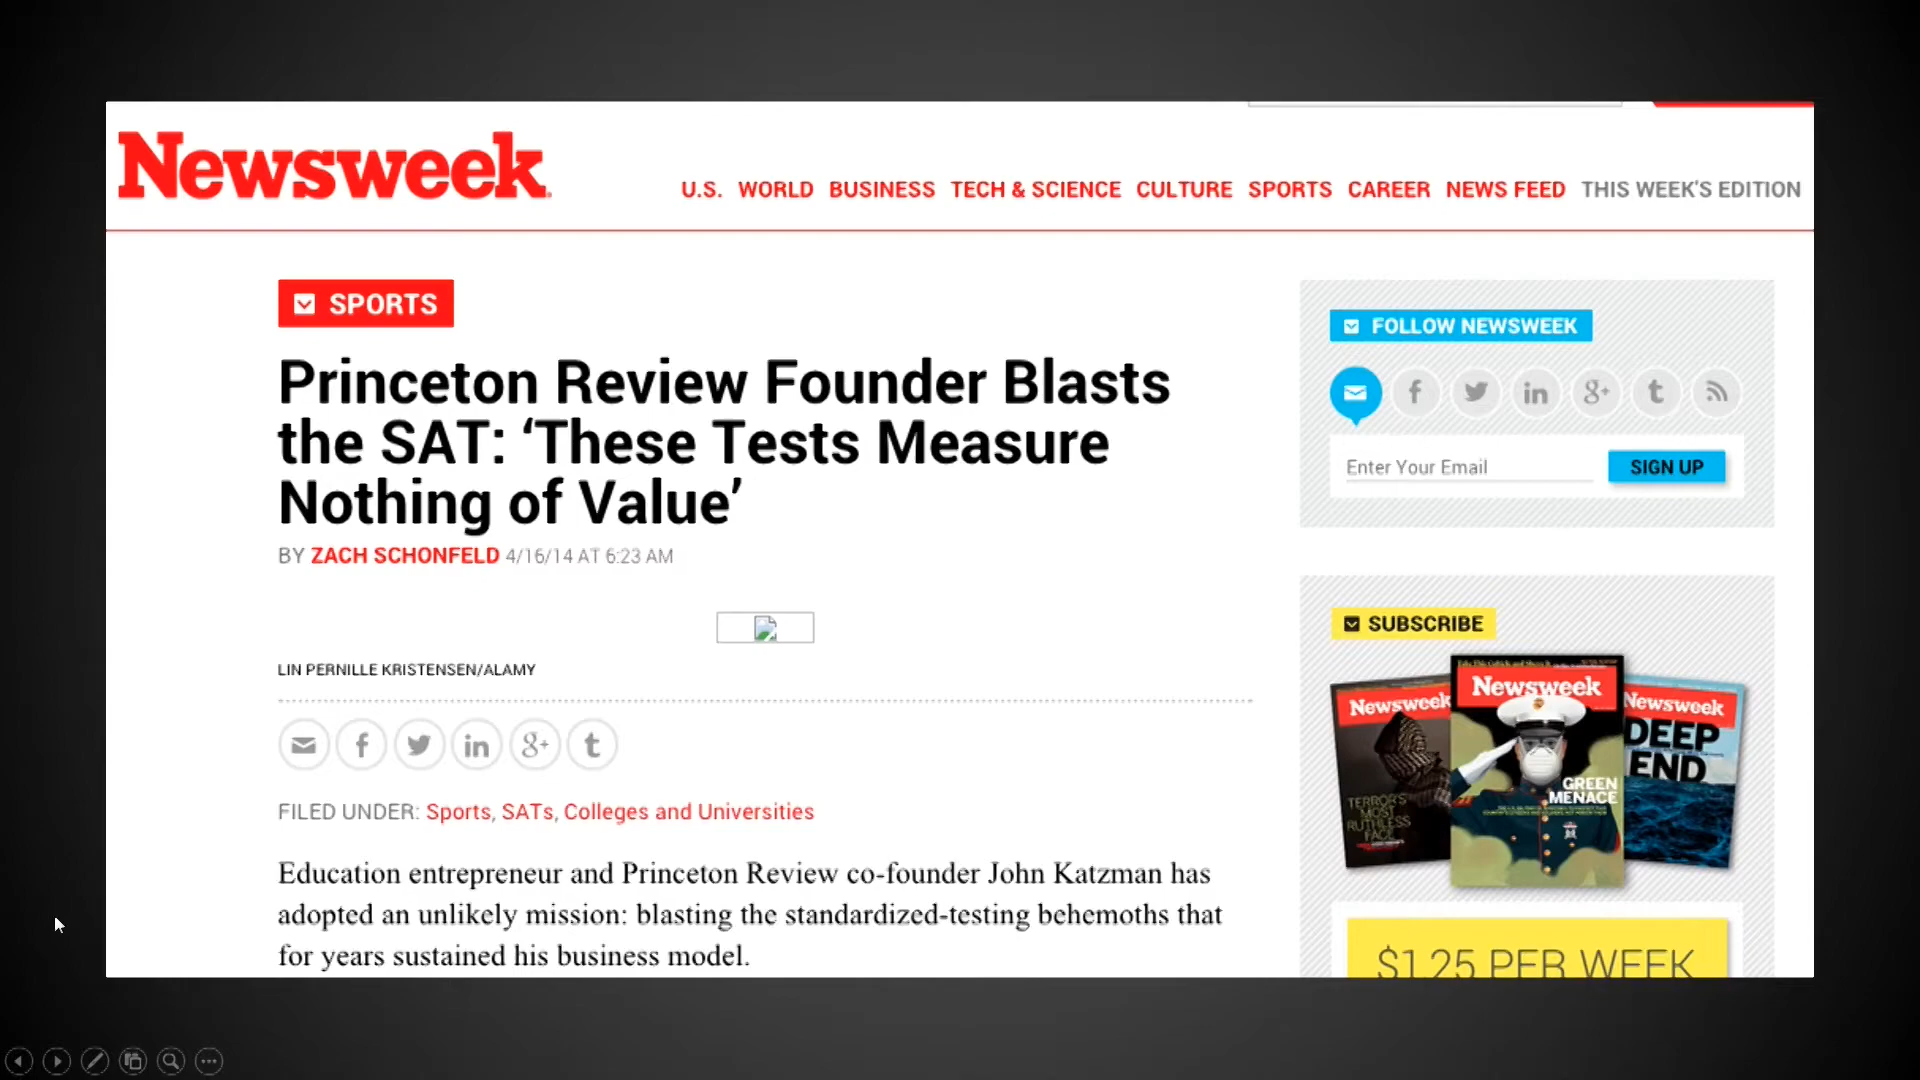 Newsweek
U.S. WORLD BUSINESS TECH & SCIENCE CULTURE SPORTS CAREER NEWS FEED THIS WEEK'S EDITION
SPORTS
Princeton Review Founder Blasts
the SAT: ‘These Tests Measure
Nothing of Value’
BY ZACH SCHONFELD 4/16/14 AT 6:23 AM
LIN PERNILLE KRISTENSEN/ALAMY
FILED UNDER: Sports, SATs, Colleges and Universities
Education entrepreneur and Princeton Review co-founder John Katzman has
adopted an unlikely mission: blasting the standardized-testing behemoths that
for years sustained his business model.
FOLLOW NEWSWEEK
Enter Your Email
SIGN UP
SUBSCRIBE
Newsweek
TERROR'S
MOST
RUTHLESS
FACE
Newsweek
GREEN
MENACE
Newsweek
DEEP
END
$1.25 PER WEEK